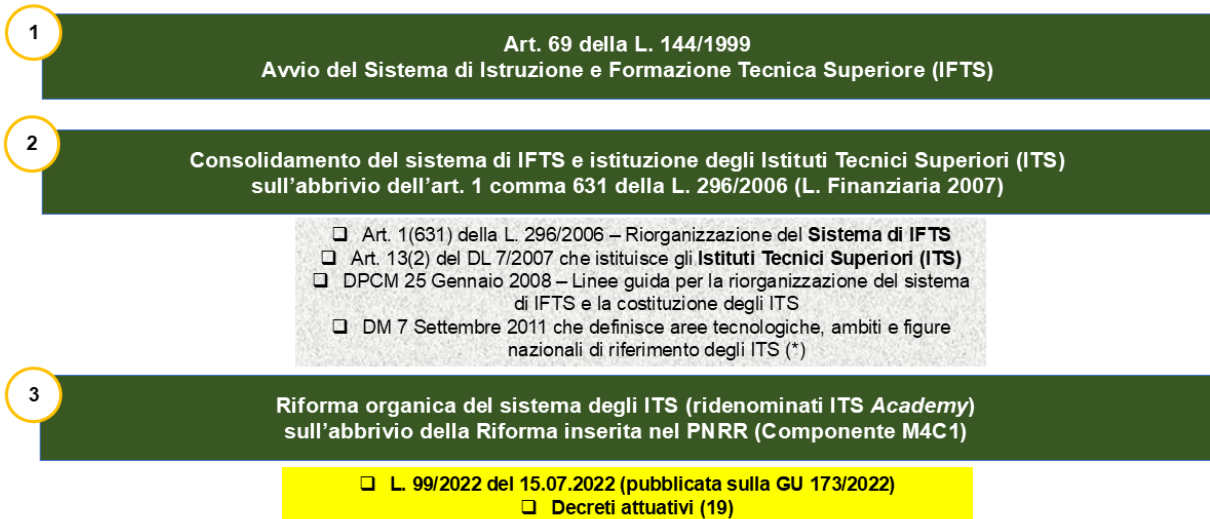 1
Art. 69 della L. 144/1999
Avvio del Sistema di Istruzione e Formazione Tecnica Superiore (IFTS)
2
Consolidamento del sistema di IFTS e istituzione degli Istituti Tecnici Superiori (ITS)
sull’abbrivio dell’art. 1 comma 631 della L. 296/2006 (L. Finanziaria 2007)
❑ Art. 1(631) della L. 296/2006 – Riorganizzazione del Sistema di IFTS
❑ Art. 13(2) del DL 7/2007 che istituisce gli Istituti Tecnici Superiori (ITS)
❑ DPCM 25 Gennaio 2008 – Linee guida per la riorganizzazione del sistema
di IFTS e la costituzione degli ITS
❑ DM 7 Settembre 2011 che definisce aree tecnologiche, ambiti e figure
nazionali di riferimento degli ITS (*)
3
Riforma organica del sistema degli ITS (ridenominati ITS Academy)
sull’abbrivio della Riforma inserita nel PNRR (Componente M4C1)
❑ L. 99/2022 del 15.07.2022 (pubblicata sulla GU 173/2022)
❑ Decreti attuativi (19)